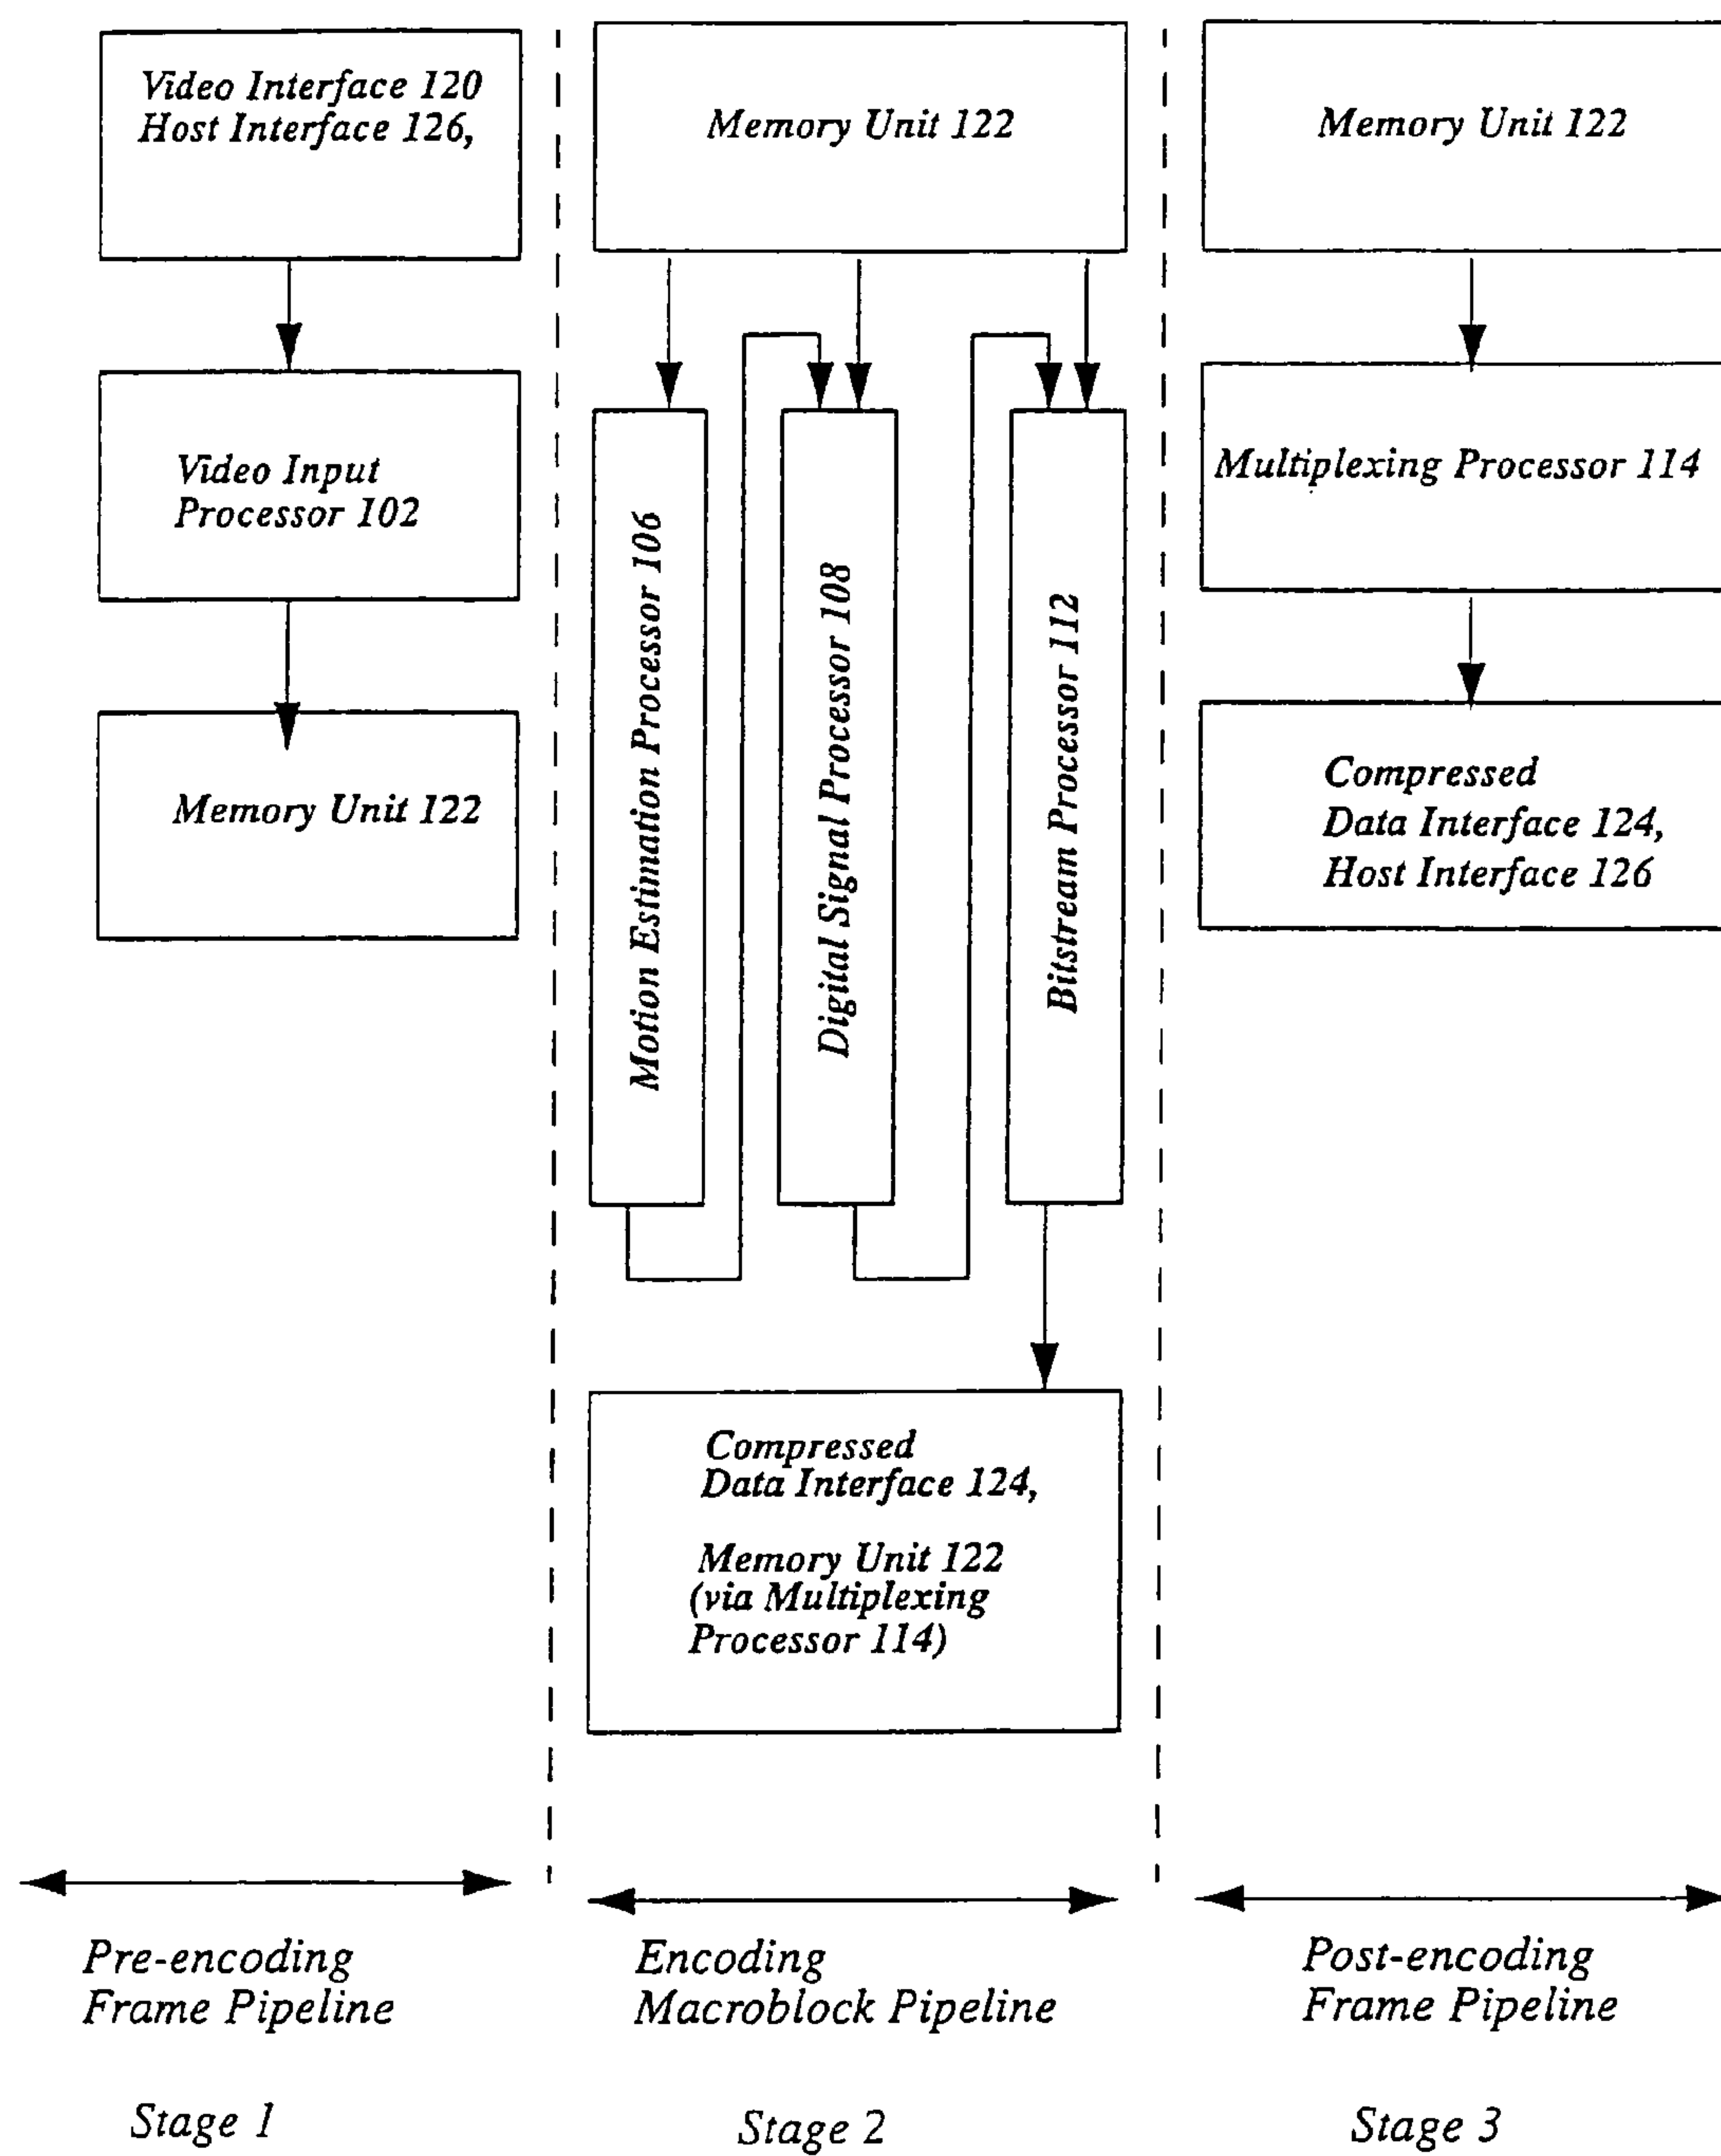 Video Interface 120
Host Interface 126,
Video Input
Processor 102
Memory Unit 122
Memory Unit 122
Motion Estimation Processor 106
Digital Signal Processor 108
Bitstream Processor 112
Compressed
Data Interface 124,
Memory Unit 122
(via Multiplexing
Processor 114)
Memory Unit 122
Multiplexing Processor 114
Compressed
Data Interface 124,
Host Interface 126
Pre-encoding
Frame Pipeline
Stage 1
Encoding
Macroblock Pipeline
Stage 2
Post-encoding
Frame Pipeline
Stage 3